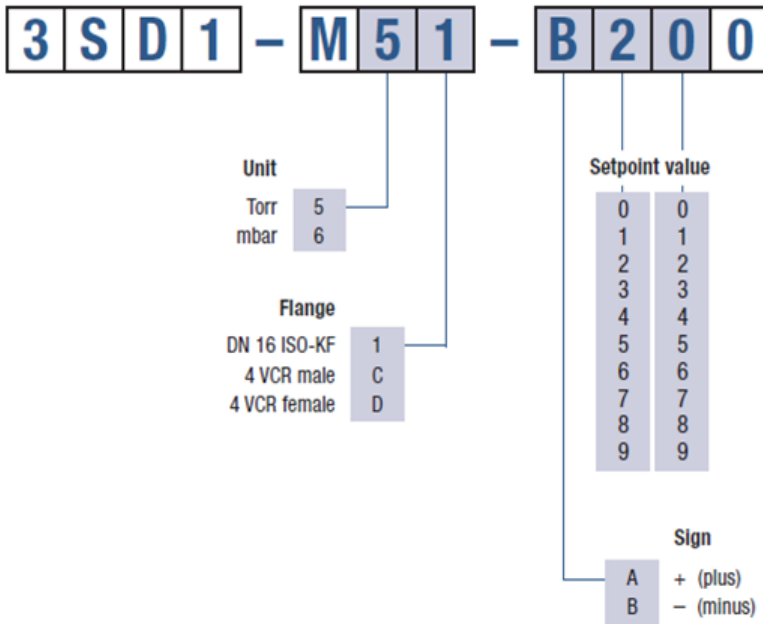 3SD1-M51-B200
Unit
Torr 5
mbar 6
Flange
DN 16 ISO-KF 1
4 VCR male C
4 VCR female D
Setpoint value
0 0
1 1
2 2
3 3
4 4
5 5
6 6
7 7
8 8
9 9
Sign
A + (plus)
B – (minus)